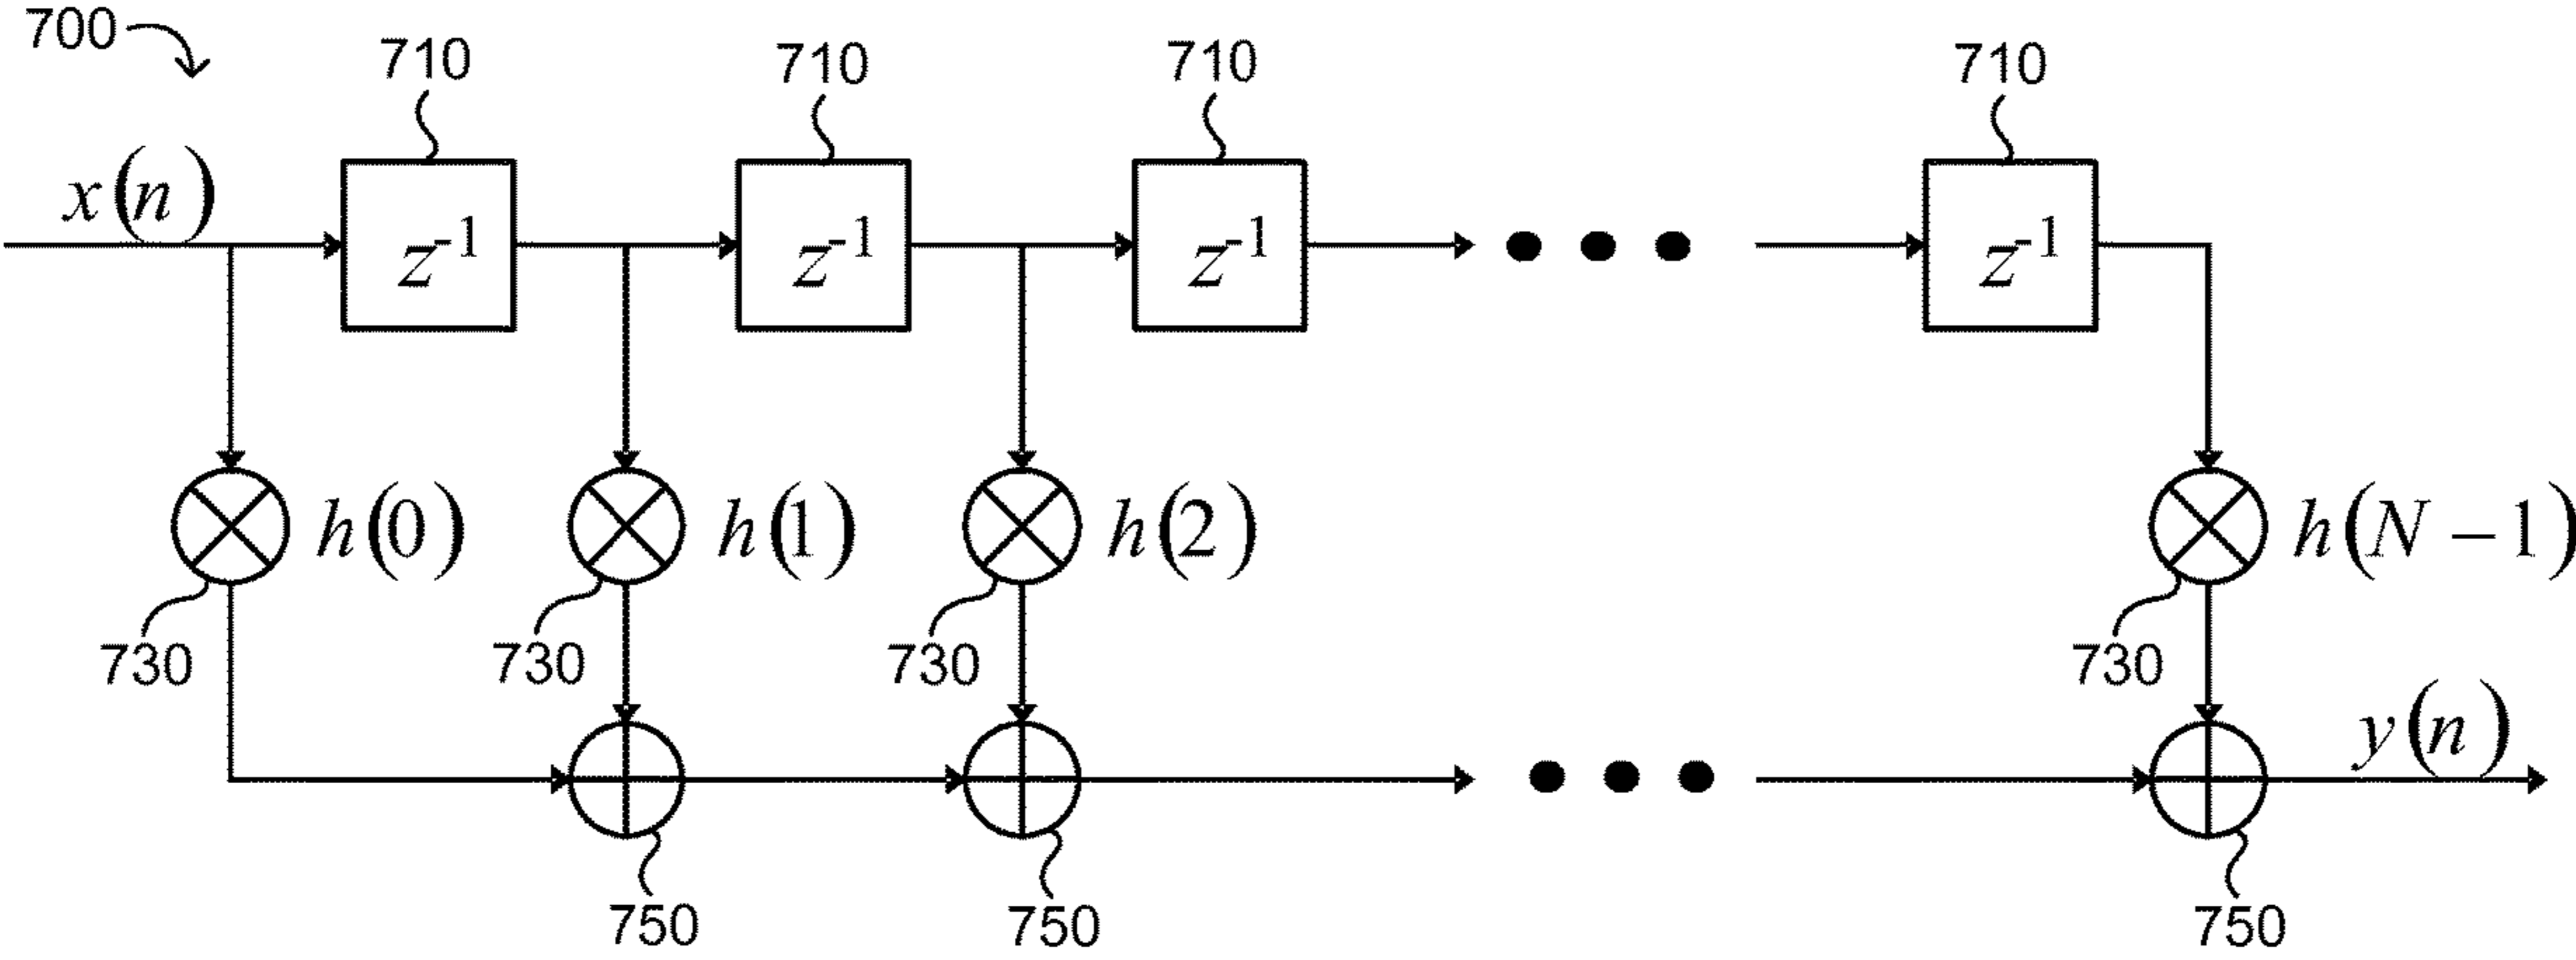 700
710 710 710 710
x(n)
z⁻¹ z⁻¹ z⁻¹ z⁻¹
h(0) h(1) h(2) h(N − 1)
730 730 730 730
y(n)
750 750 750